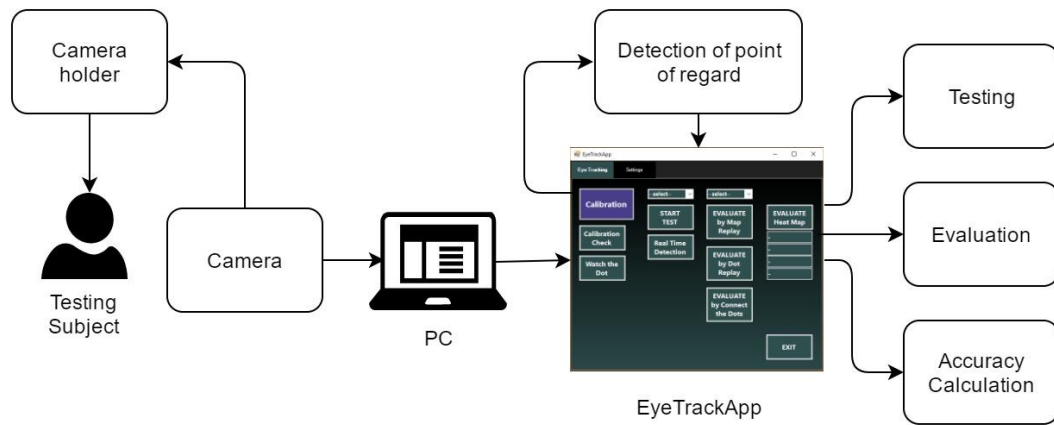 Camera
holder
Detection of point
of regard
Testing
Testing
Subject
Camera
PC
EyeTrackApp
Eye Tracking
Settings
Calibration
Calibration
Check
Watch the
Dot
- select -
START
TEST
Real Time
Detection
- select -
EVALUATE
by Map
Replay
EVALUATE
by Dot
Replay
EVALUATE
by Connect
the Dots
EVALUATE
Heat Map
-
-
-
-
EXIT
EyeTrackApp
Evaluation
Accuracy
Calculation